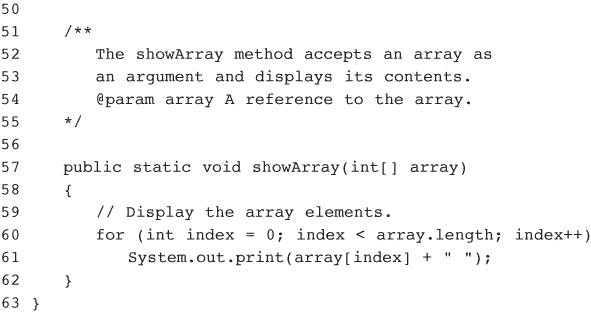 50
51 /**
52 The showArray method accepts an array as
53 an argument and displays its contents.
54 @param array A reference to the array.
55 */
56
57 public static void showArray(int[] array)
58 {
59 // Display the array elements.
60 for (int index = 0; index < array.length; index++)
61 System.out.print(array[index] + " ");
62 }
63 }